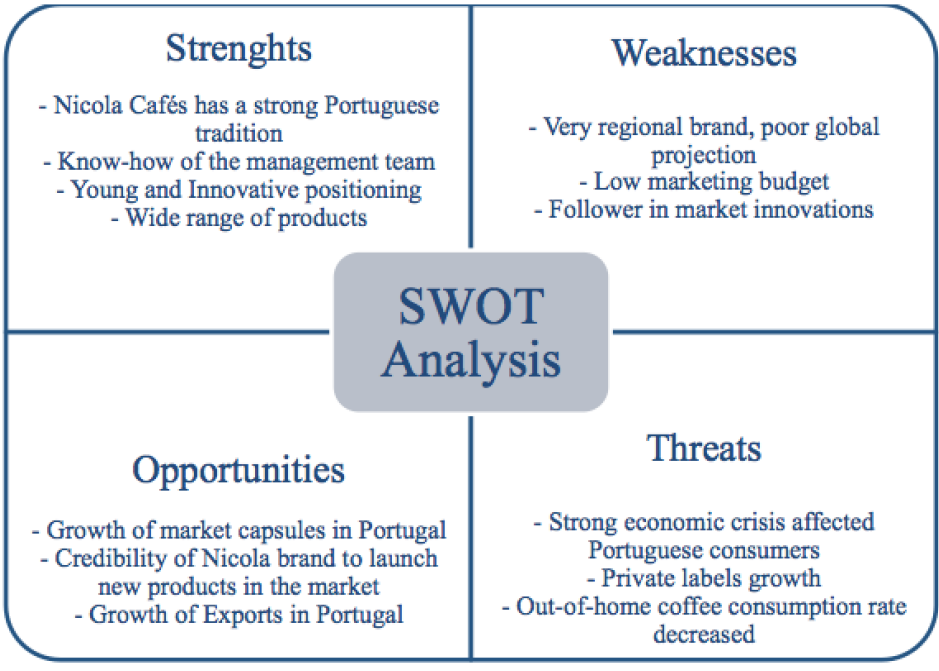 Strenghts
- Nicola Cafés has a strong Portuguese
tradition
- Know-how of the management team
- Young and Innovative positioning
- Wide range of products
Weaknesses
- Very regional brand, poor global
projection
- Low marketing budget
- Follower in market innovations
SWOT
Analysis
Opportunities
- Growth of market capsules in Portugal
- Credibility of Nicola brand to launch
new products in the market
- Growth of Exports in Portugal
Threats
- Strong economic crisis affected
Portuguese consumers
- Private labels growth
- Out-of-home coffee consumption rate
decreased